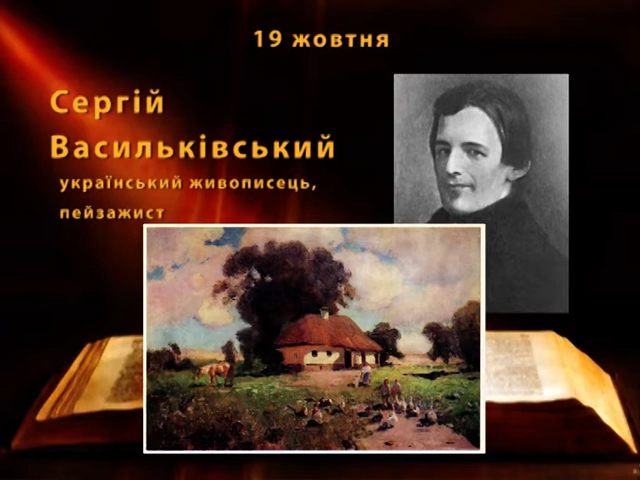 19 жовтня
Сергій
Васильківський
український живописець,
пейзажист